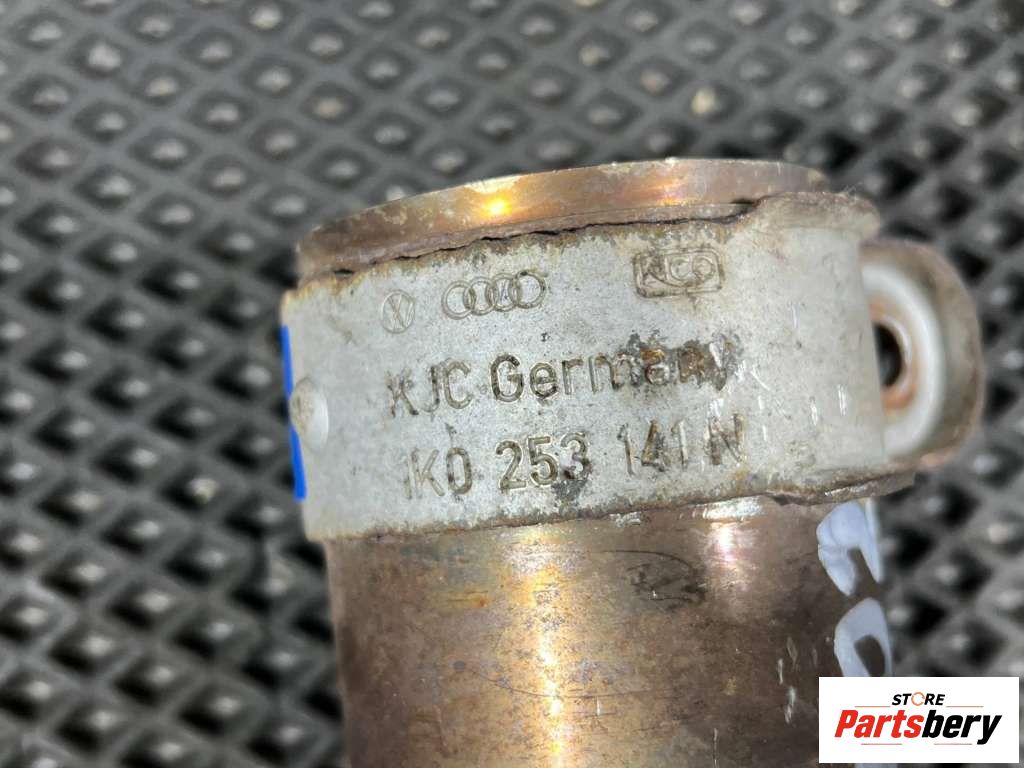 KJC Germany
1K0 253 141 N
STORE
Partsbery